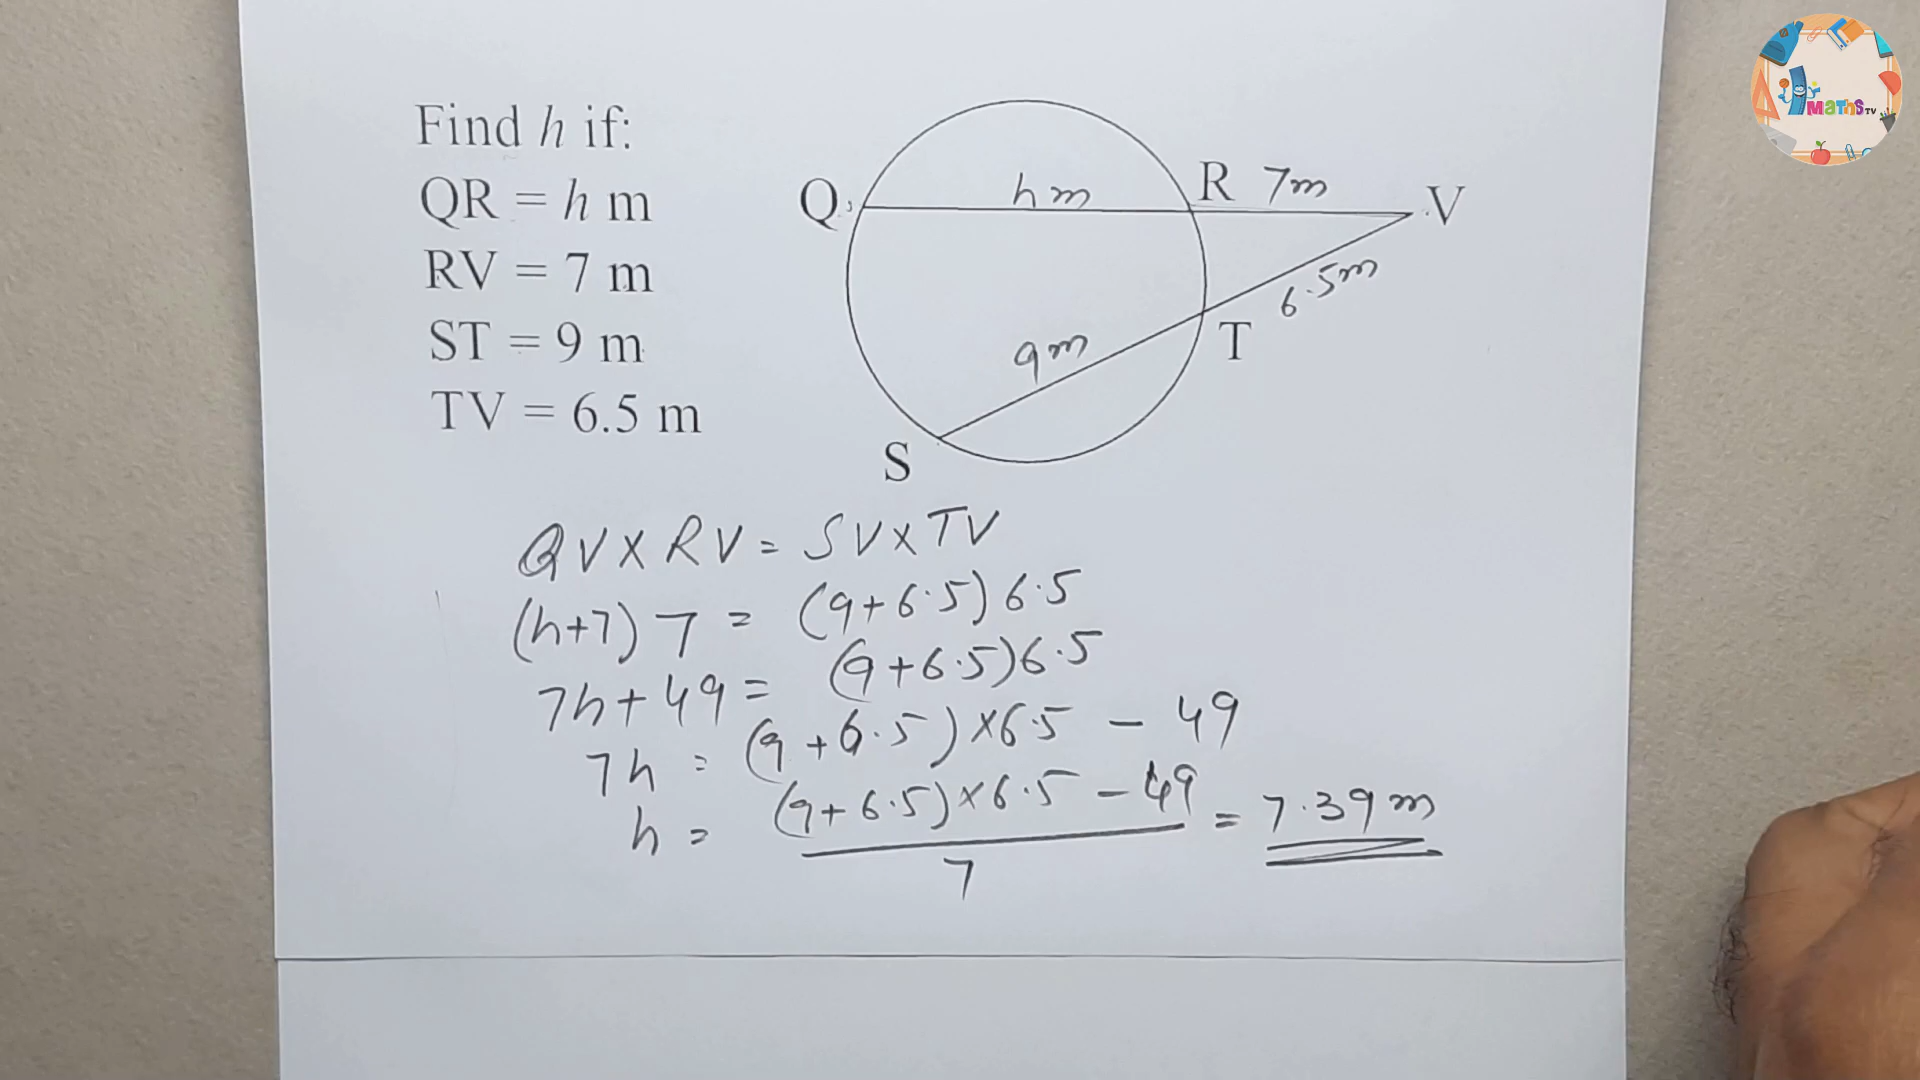 Find h if:
QR = h m
RV = 7 m
ST = 9 m
TV = 6.5 m
Q
h m
R
7m
V
6.5m
T
9m
S
QV x RV = SV x TV
(h+7) 7 = (9+6.5) 6.5
7h + 49 = (9+6.5)6.5
7h = (9+6.5) x 6.5 - 49
h = (9+6.5) x 6.5 - 49 = 7.39 m
7
MATHS TV